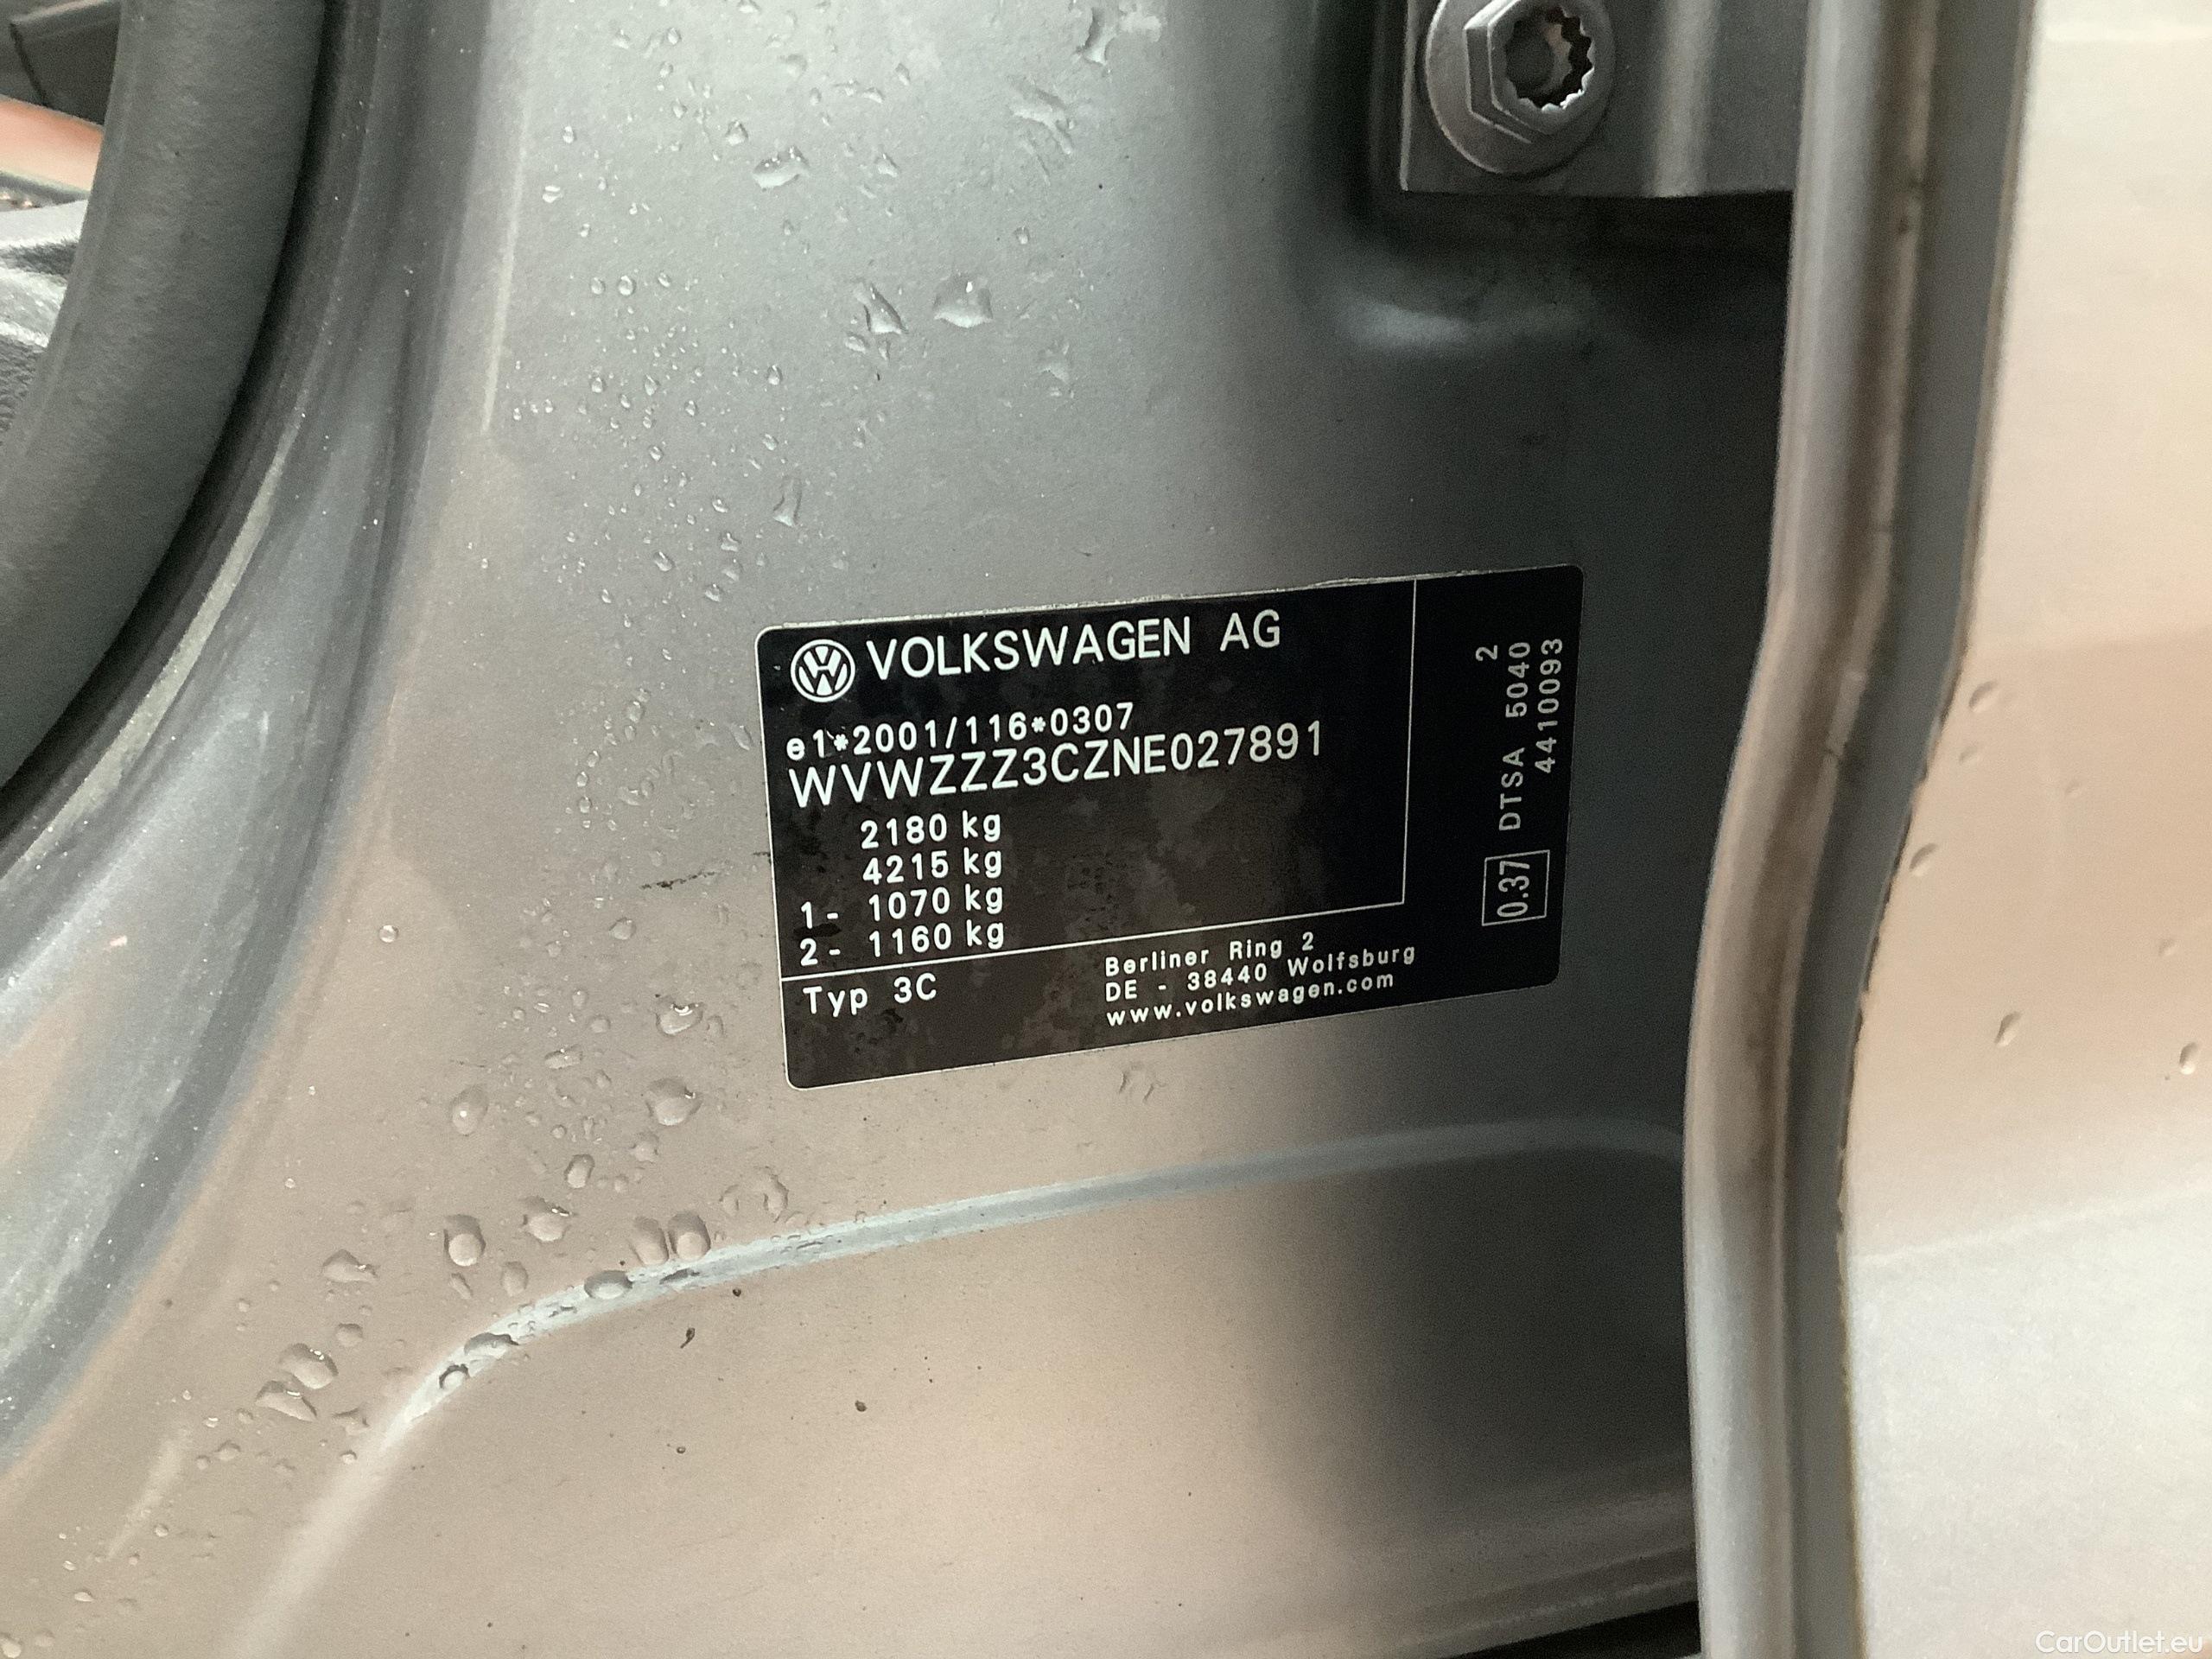 VOLKSWAGEN AG
e1*2001/116*0307
WVWZZZ3CZNE027891
2180 kg
4215 kg
1- 1070 kg
2- 1160 kg
Typ 3C
Berliner Ring 2
DE - 38440 Wolfsburg
www.volkswagen.com
2
0.37 DTSA 5040
4410093
CarOutlet.eu